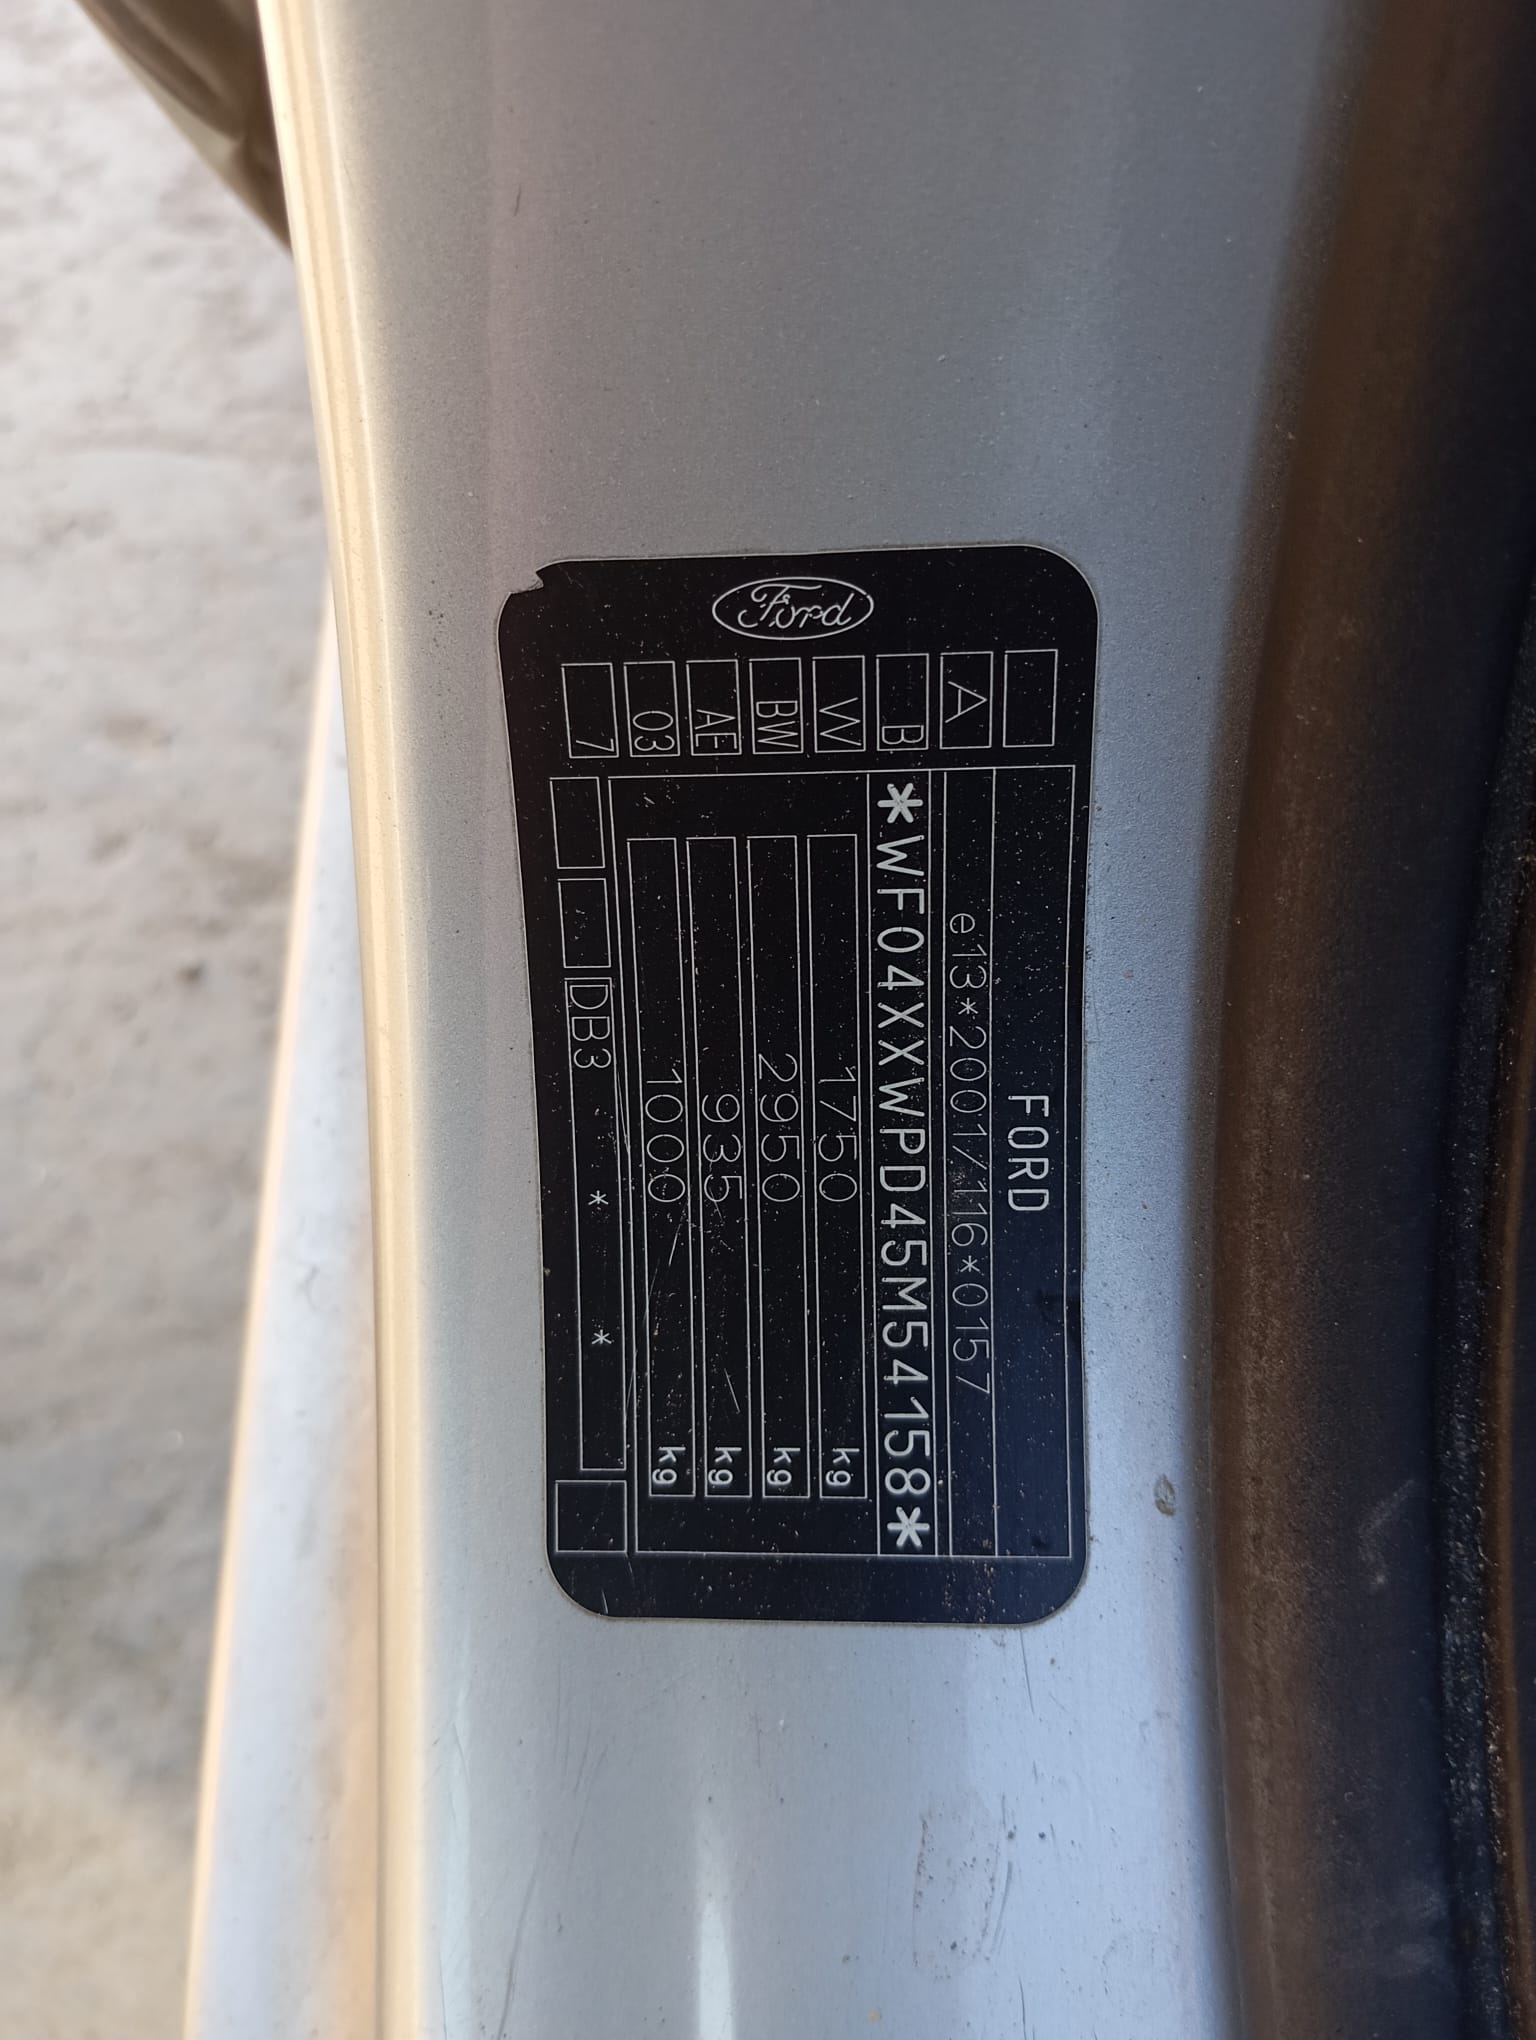 Ford
FORD
A
e13*2001/116*0157
B
*WF04XXWPD45M54158*
W
1750 kg
BW
2950 kg
AE
935 kg
03
1000 kg
7
DB3 * *